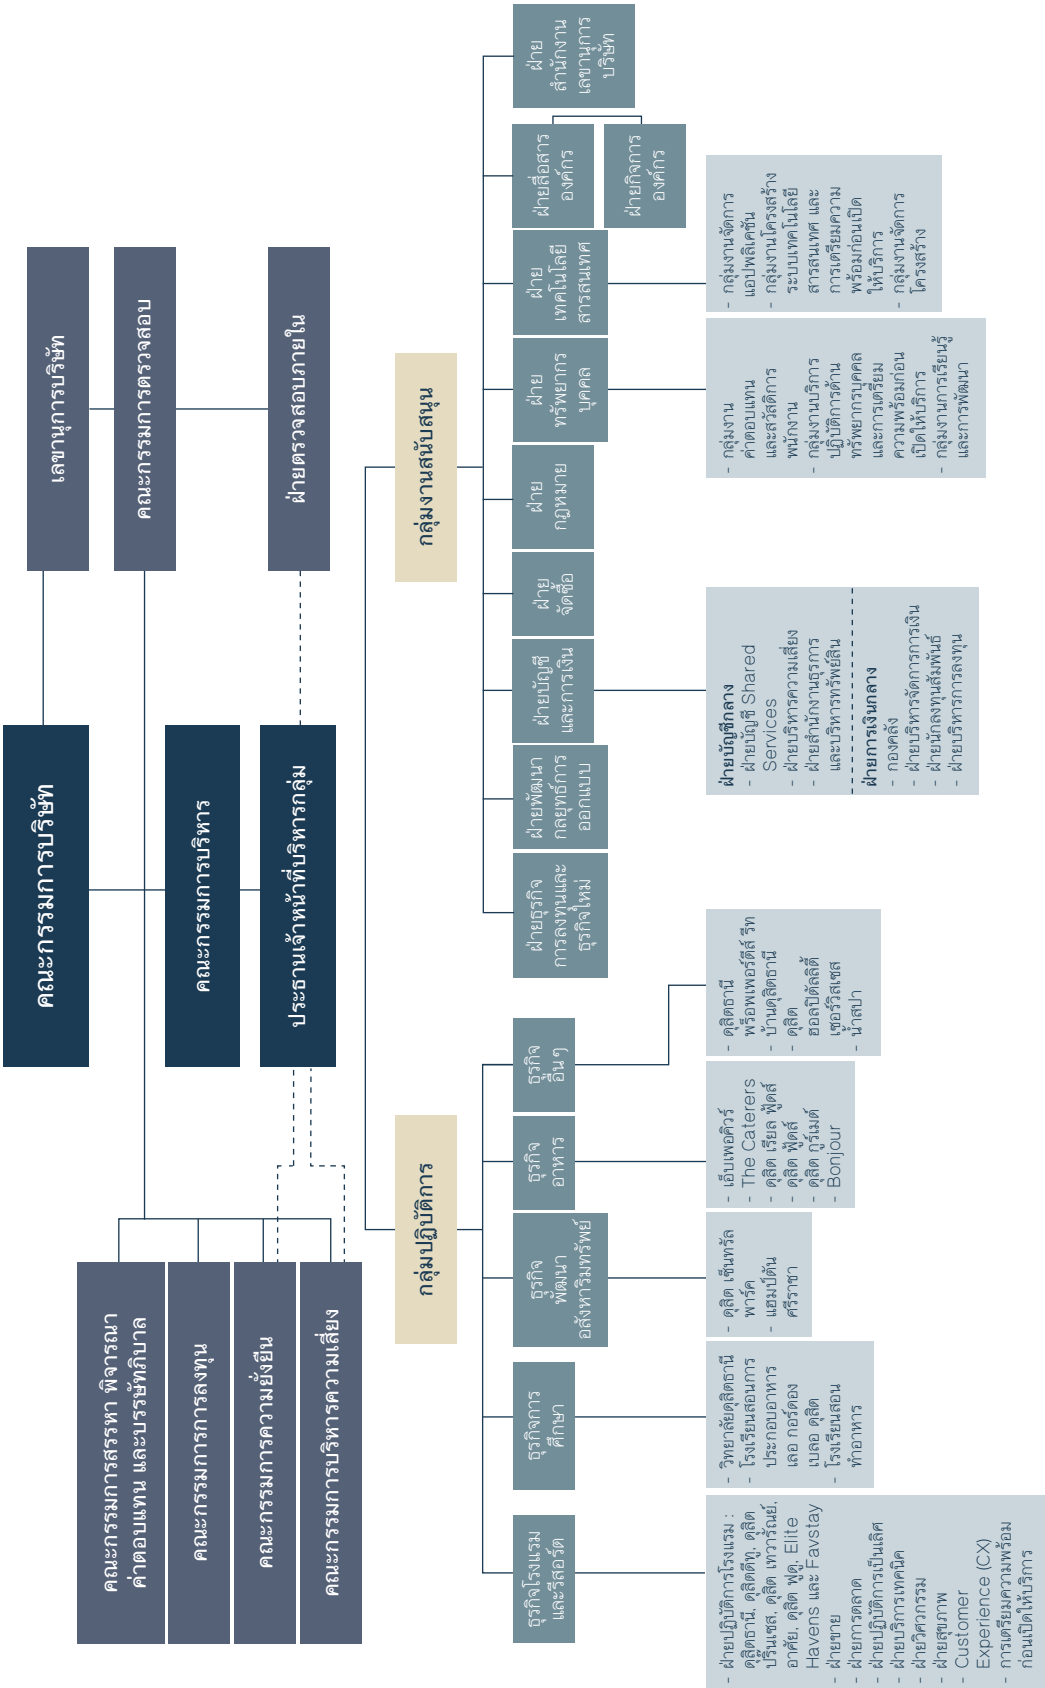 คณะกรรมการบริษัท
เลขานุการบริษัท
คณะกรรมการตรวจสอบ
คณะกรรมการบริหาร
ประธานเจ้าหน้าที่บริหารกลุ่ม
ฝ่ายตรวจสอบภายใน
คณะกรรมการสรรหา พิจารณา
ค่าตอบแทน และบรรษัทภิบาล
คณะกรรมการการลงทุน
คณะกรรมการความยั่งยืน
คณะกรรมการบริหารความเสี่ยง
กลุ่มปฏิบัติการ
กลุ่มงานสนับสนุน
ธุรกิจโรงแรม
และรีสอร์ต
ธุรกิจการ
ศึกษา
ธุรกิจ
พัฒนา
อสังหาริมทรัพย์
ธุรกิจ
อาหาร
ธุรกิจ
อื่นๆ
ฝ่ายธุรกิจ
การลงทุนและ
ธุรกิจใหม่
ฝ่ายพัฒนา
กลยุทธ์การ
ออกแบบ
ฝ่ายบัญชี
และการเงิน
ฝ่าย
จัดซื้อ
ฝ่าย
กฎหมาย
ฝ่าย
ทรัพยากร
บุคคล
ฝ่าย
เทคโนโลยี
สารสนเทศ
ฝ่ายสื่อสาร
องค์กร
ฝ่ายกิจการ
องค์กร
ฝ่าย
สำนักงาน
เลขานุการ
บริษัท
- ฝ่ายปฏิบัติการโรงแรม :
ดุสิตธานี, ดุสิตดีทู, ดุสิต
ปริ๊นเซส, ดุสิต เทวารัณย์,
อาศัย, ดุสิต ฟูดู, Elite
Havens และ Favstay
- ฝ่ายขาย
- ฝ่ายการตลาด
- ฝ่ายปฏิบัติการเป็นเลิศ
- ฝ่ายบริการเทคนิค
- ฝ่ายวิศวกรรม
- ฝ่ายสุขภาพ
- Customer
Experience (CX)
- การเตรียมความพร้อม
ก่อนเปิดให้บริการ
- วิทยาลัยดุสิตธานี
- โรงเรียนสอนการ
ประกอบอาหาร
เลอ กอร์ดอง
เบลอ ดุสิต
- โรงเรียนสอน
ทำอาหาร
- ดุสิต เซ็นทรัล
พาร์ค
- แฮมป์ตัน
ศรีราชา
- เอ็บเพอคิวร์
- The Caterers
- ดุสิต เรียล ฟู้ดส์
- ดุสิต ฟู้ดส์
- ดุสิต กูร์เมต์
- Bonjour
- ดุสิตธานี
พร็อพเพอร์ตี้ส์ รีท
- บ้านดุสิตธานี
- ดุสิต
ฮอสปิตัลลิตี้
เซอร์วิสเซส
- นำสปา
ฝ่ายบัญชีกลาง
- ฝ่ายบัญชี Shared
Services
- ฝ่ายบริหารความเสี่ยง
- ฝ่ายสำนักงานธุรการ
และบริหารทรัพย์สิน
ฝ่ายการเงินกลาง
- กองคลัง
- ฝ่ายบริหารจัดการการเงิน
- ฝ่ายนักลงทุนสัมพันธ์
- ฝ่ายบริหารการลงทุน
- กลุ่มงาน
ค่าตอบแทน
และสวัสดิการ
พนักงาน
- กลุ่มงานบริการ
ปฏิบัติการด้าน
ทรัพยากรบุคคล
และการเตรียม
ความพร้อมก่อน
เปิดให้บริการ
- กลุ่มงานการเรียนรู้
และการพัฒนา
- กลุ่มงานจัดการ
แอปพลิเคชัน
- กลุ่มงานโครงสร้าง
ระบบเทคโนโลยี
สารสนเทศ และ
การเตรียมความ
พร้อมก่อนเปิด
ให้บริการ
- กลุ่มงานจัดการ
โครงสร้าง